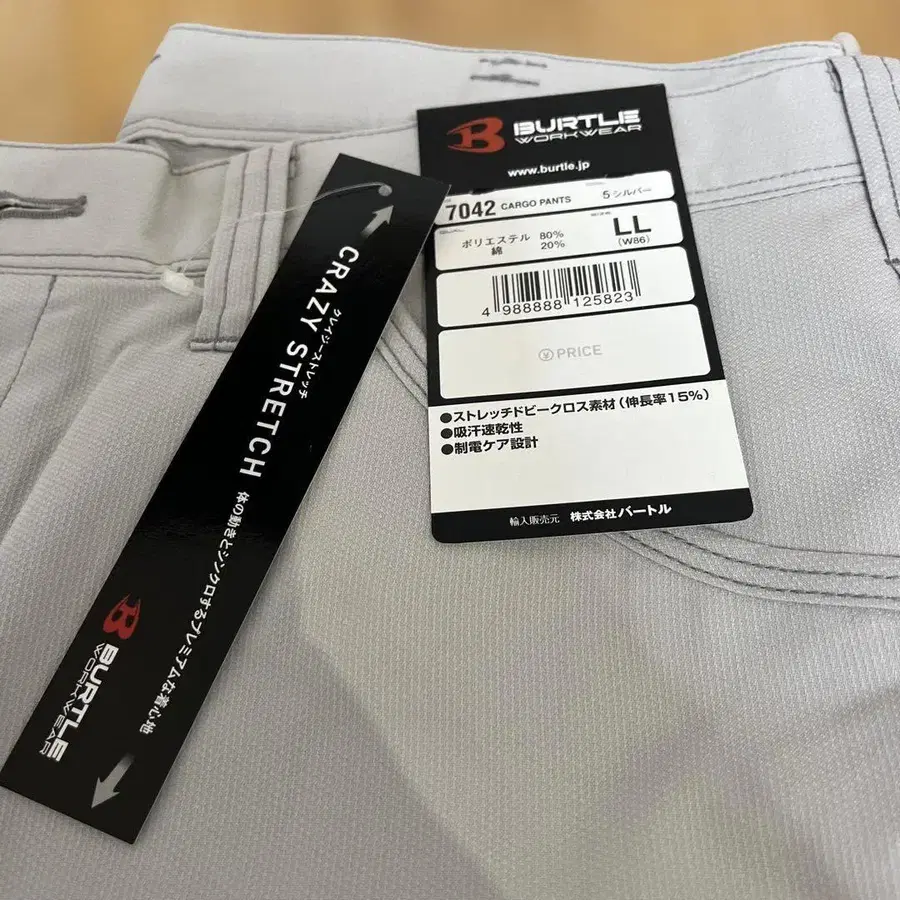 BURTLE
WORKWEAR
www.burtle.jp
7042 CARGO PANTS
5 シルバー
ポリエステル 80%
綿 20%
LL
(W86)
4 988888 125823
PRICE
●ストレッチドビークロス素材(伸長率15%)
●吸汗速乾性
●制電ケア設計
輸入販売元 株式会社バートル
クレイジーストレッチ
CRAZY STRETCH
体の動きとシンクロするプレミアムな着心地
BURTLE
WORKWEAR